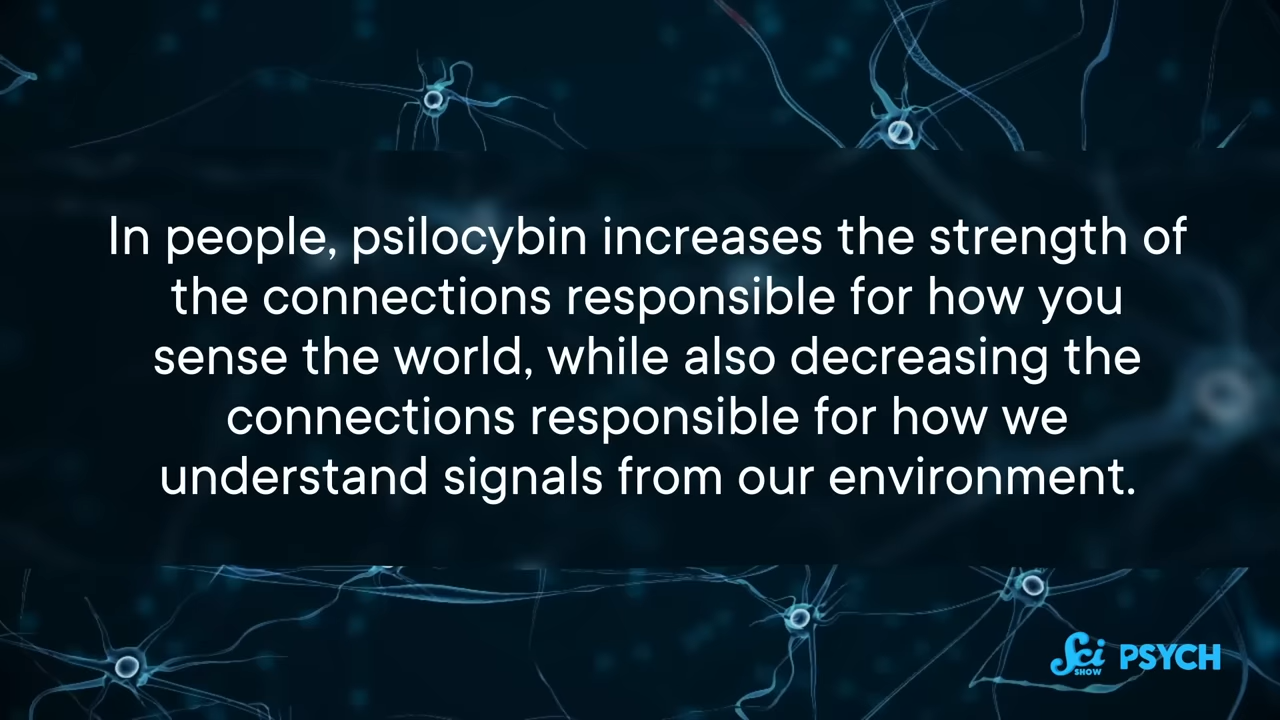 In people, psilocybin increases the strength of
the connections responsible for how you
sense the world, while also decreasing the
connections responsible for how we
understand signals from our environment.
Sci SHOW PSYCH